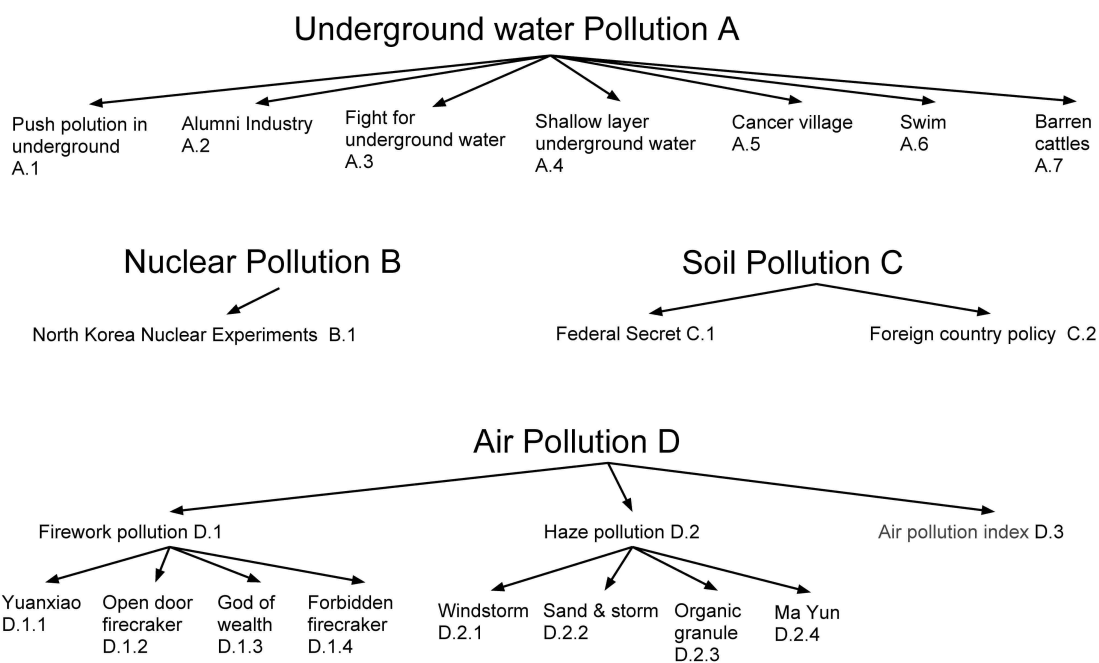 Underground water Pollution A
Push polution in
underground
A.1
Alumni Industry
A.2
Fight for
underground water
A.3
Shallow layer
underground water
A.4
Cancer village
A.5
Swim
A.6
Barren
cattles
A.7
Nuclear Pollution B
North Korea Nuclear Experiments B.1
Soil Pollution C
Federal Secret C.1
Foreign country policy C.2
Air Pollution D
Firework pollution D.1
Haze pollution D.2
Air pollution index D.3
Yuanxiao
D.1.1
Open door
firecraker
D.1.2
God of
wealth
D.1.3
Forbidden
firecraker
D.1.4
Windstorm
D.2.1
Sand & storm
D.2.2
Organic
granule
D.2.3
Ma Yun
D.2.4